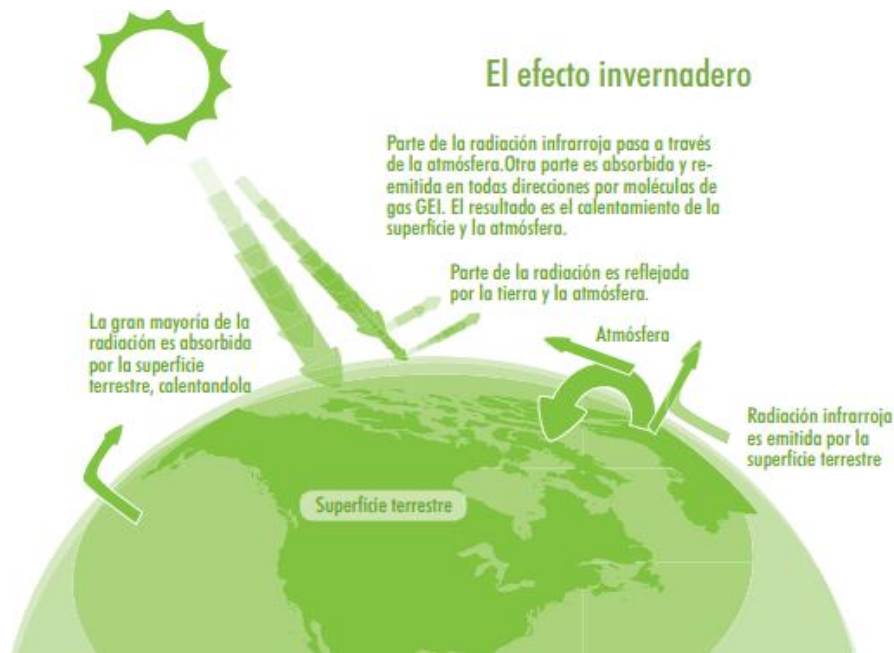 El efecto invernadero
Parte de la radiación infrarroja pasa a través
de la atmósfera.Otra parte es absorbida y re-
emitida en todas direcciones por moléculas de
gas GEI. El resultado es el calentamiento de la
superficie y la atmósfera.
Parte de la radiación es reflejada
por la tierra y la atmósfera.
La gran mayoría de la
radiación es absorbida
por la superficie
terrestre, calentandola
Atmósfera
Radiación infrarroja
es emitida por la
superficie terrestre
Superficie terrestre